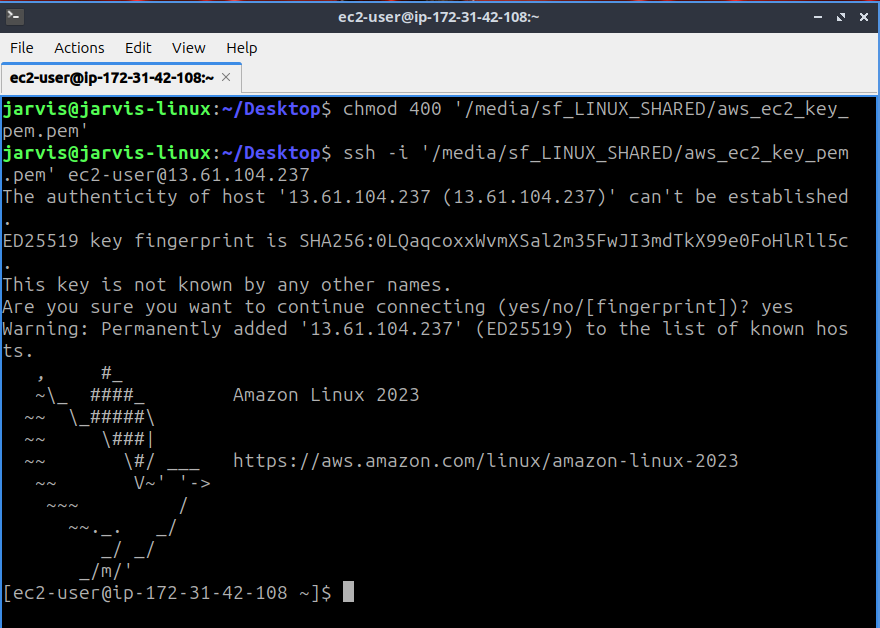 ec2-user@ip-172-31-42-108:~
File Actions Edit View Help
ec2-user@ip-172-31-42-108:~
jarvis@jarvis-linux:~/Desktop$ chmod 400 '/media/sf_LINUX_SHARED/aws_ec2_key_
pem.pem'
jarvis@jarvis-linux:~/Desktop$ ssh -i '/media/sf_LINUX_SHARED/aws_ec2_key_pem
.pem' ec2-user@13.61.104.237
The authenticity of host '13.61.104.237 (13.61.104.237)' can't be established
.
ED25519 key fingerprint is SHA256:0LQaqcoxxWvmXSal2m35FwJI3mdTkX99e0FoHlRll5c
.
This key is not known by any other names.
Are you sure you want to continue connecting (yes/no/[fingerprint])? yes
Warning: Permanently added '13.61.104.237' (ED25519) to the list of known hos
ts.
   ,     #_
   ~\_  ####_        Amazon Linux 2023
  ~~  \_#####\
  ~~     \###|
  ~~       \#/ ___   https://aws.amazon.com/linux/amazon-linux-2023
   ~~       V~' '->
    ~~~         /
      ~~._.   _/
         _/ _/
       _/m/'
[ec2-user@ip-172-31-42-108 ~]$